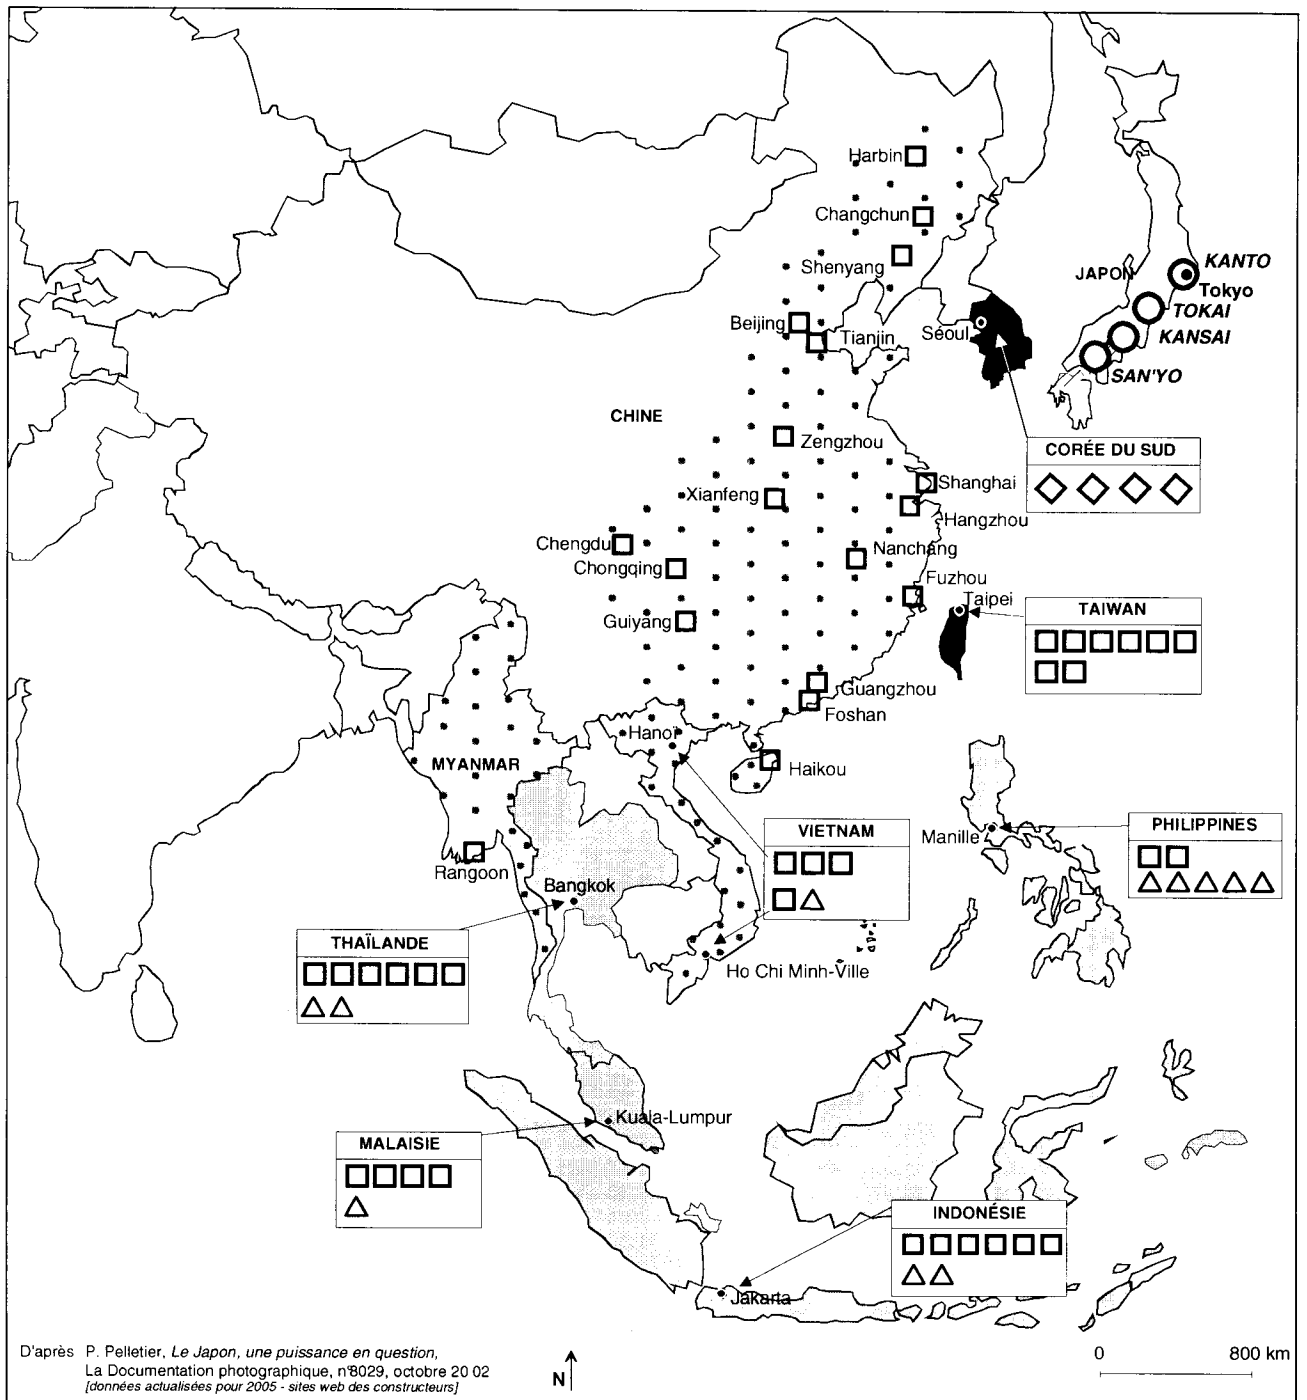 Harbin
Changchun
Shenyang
JAPON
KANTO
Tokyo
TOKAI
KANSAI
SAN'YO
Beijing
Tianjin
Séoul
CHINE
Zengzhou
CORÉE DU SUD
Xianfeng
Shanghai
Hangzhou
Chengdu
Chongqing
Nanchang
Fuzhou
Taipei
TAIWAN
Guiyang
Guangzhou
Foshan
Hanoï
MYANMAR
Haikou
VIETNAM
PHILIPPINES
Manille
Rangoon
Bangkok
THAÏLANDE
Ho Chi Minh-Ville
Kuala-Lumpur
MALAISIE
INDONÉSIE
Jakarta
D'après P. Pelletier, Le Japon, une puissance en question,
La Documentation photographique, n°8029, octobre 20 02
[données actualisées pour 2005 - sites web des constructeurs]
N
0 800 km